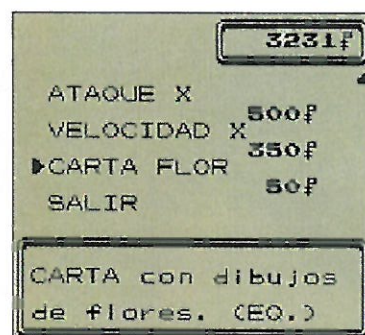 3231₽
ATAQUE X
500₽
VELOCIDAD X
350₽
▶CARTA FLOR
50₽
SALIR
CARTA con dibujos
de flores. (EQ.)